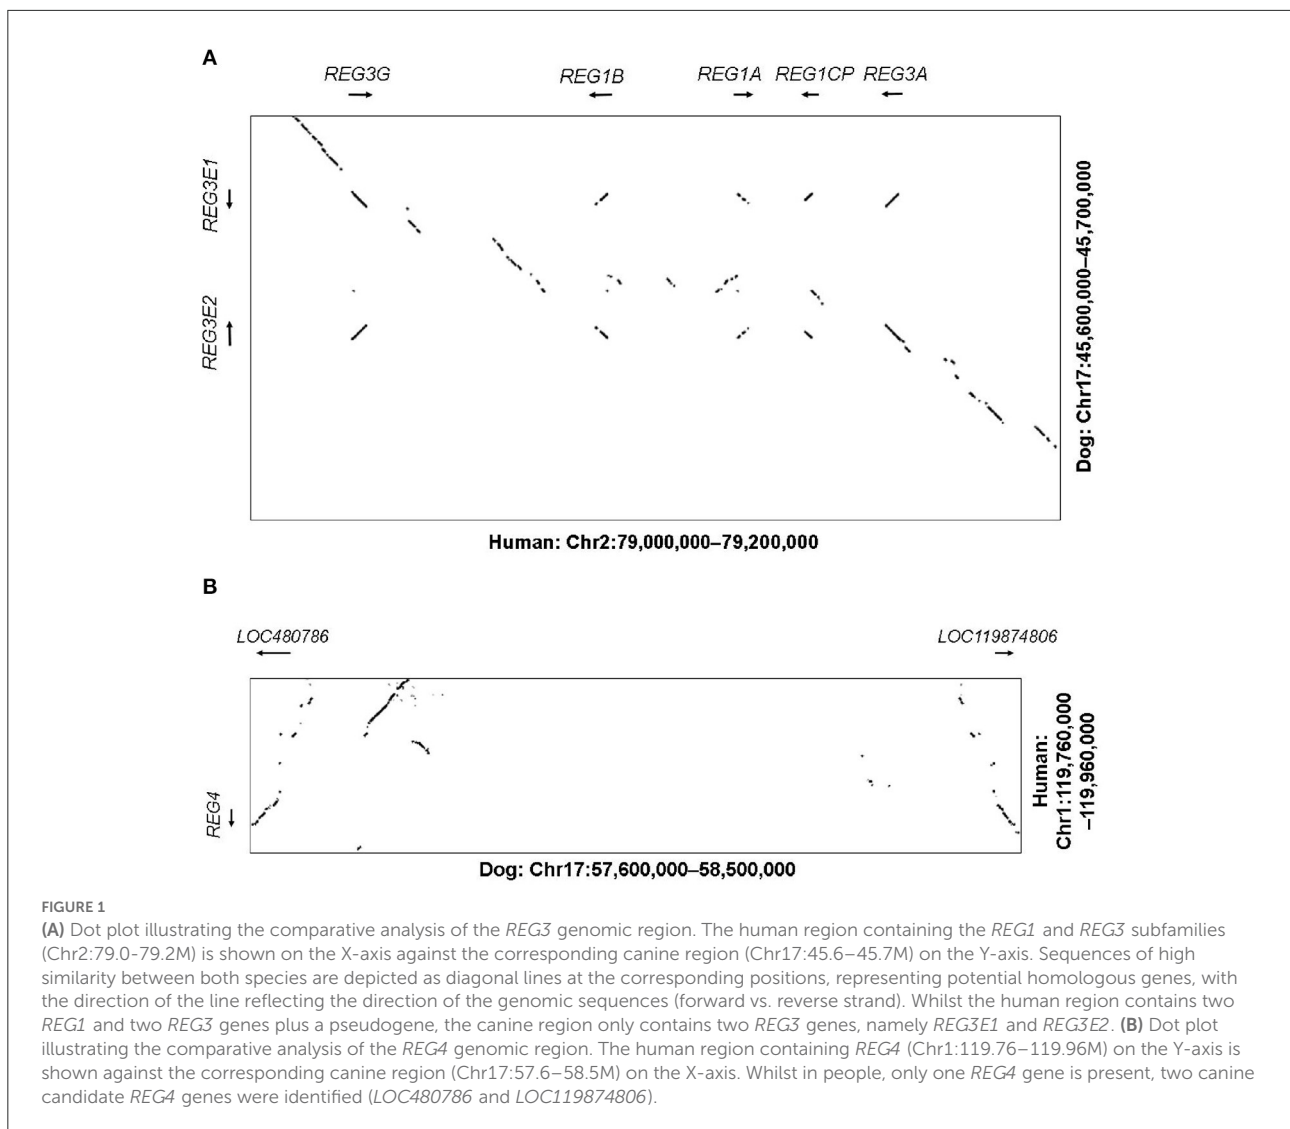 A
REG3G
REG1B
REG1A
REG1CP
REG3A
REG3E1
REG3E2
Dog: Chr17:45,600,000–45,700,000
Human: Chr2:79,000,000–79,200,000
B
LOC480786
LOC119874806
REG4
Human:
Chr1:119,760,000
–119,960,000
Dog: Chr17:57,600,000–58,500,000
FIGURE 1
(A) Dot plot illustrating the comparative analysis of the REG3 genomic region. The human region containing the REG1 and REG3 subfamilies
(Chr2:79.0-79.2M) is shown on the X-axis against the corresponding canine region (Chr17:45.6–45.7M) on the Y-axis. Sequences of high
similarity between both species are depicted as diagonal lines at the corresponding positions, representing potential homologous genes, with
the direction of the line reflecting the direction of the genomic sequences (forward vs. reverse strand). Whilst the human region contains two
REG1 and two REG3 genes plus a pseudogene, the canine region only contains two REG3 genes, namely REG3E1 and REG3E2. (B) Dot plot
illustrating the comparative analysis of the REG4 genomic region. The human region containing REG4 (Chr1:119.76–119.96M) on the Y-axis is
shown against the corresponding canine region (Chr17:57.6–58.5M) on the X-axis. Whilst in people, only one REG4 gene is present, two canine
candidate REG4 genes were identified (LOC480786 and LOC119874806).